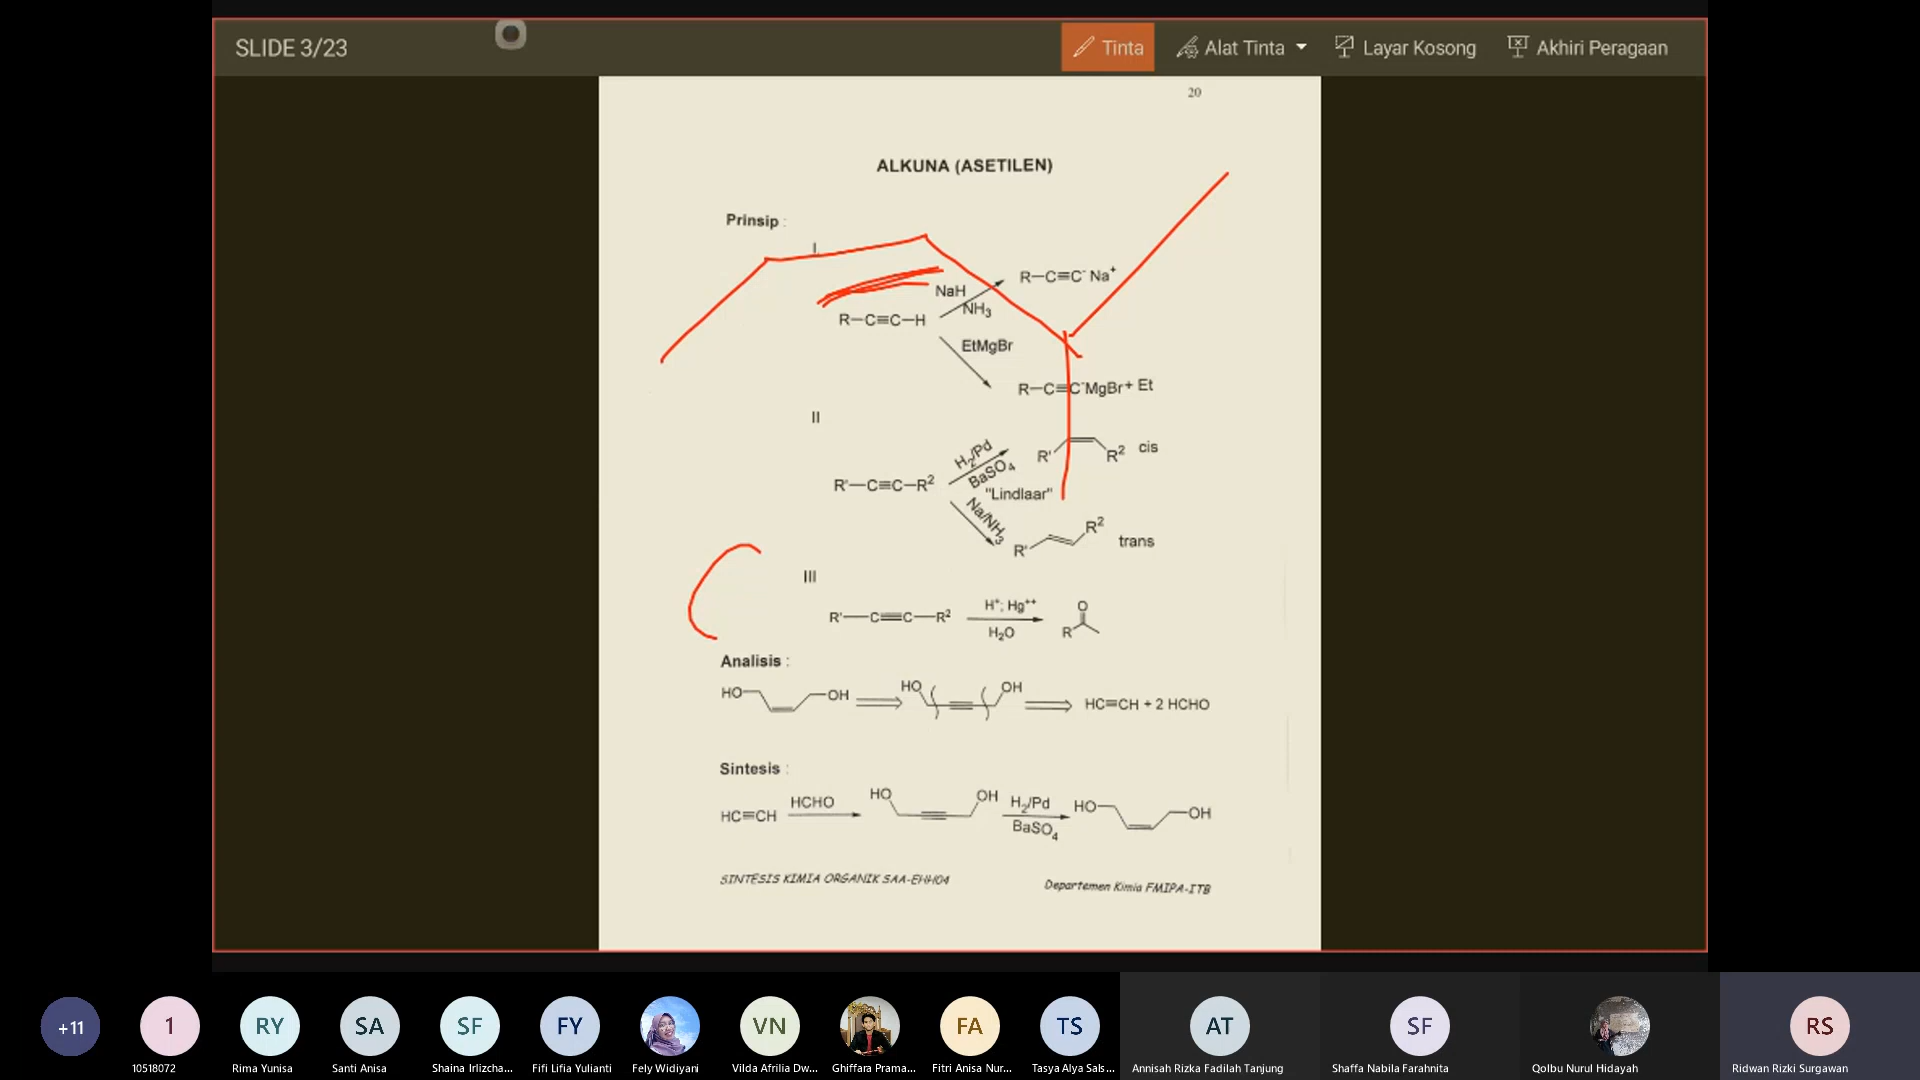 SLIDE 3/23
Tinta
Alat Tinta
Layar Kosong
Akhiri Peragaan
20
ALKUNA (ASETILEN)
Prinsip :
I.
R—C≡C—H
NaH
NH₃
R—C≡C⁻ Na⁺
EtMgBr
R—C≡C⁻MgBr⁺ Et
II
R'—C≡C—R²
H₂/Pd
BaSO₄
"Lindlaar"
R' R² cis
Na/NH₃
R' R² trans
III
R'—C≡C—R²
H⁺; Hg⁺⁺
H₂O
O
R
Analisis :
HO OH
HO OH
HC≡CH + 2 HCHO
Sintesis :
HC≡CH
HCHO
HO OH
H₂/Pd
BaSO₄
HO OH
SINTESIS KIMIA ORGANIK SAA-EHH04
Departemen Kimia FMIPA-ITB
+11
1
RY
SA
SF
FY
VN
FA
TS
AT
SF
RS
10518072
Rima Yunisa
Santi Anisa
Shaina Irlizcha...
Fifi Lifia Yulianti
Fely Widiyani
Vilda Afrilia Dw...
Ghiffara Prama...
Fitri Anisa Nur...
Tasya Alya Sals...
Annisah Rizka Fadilah Tanjung
Shaffa Nabila Farahnita
Qolbu Nurul Hidayah
Ridwan Rizki Surgawan